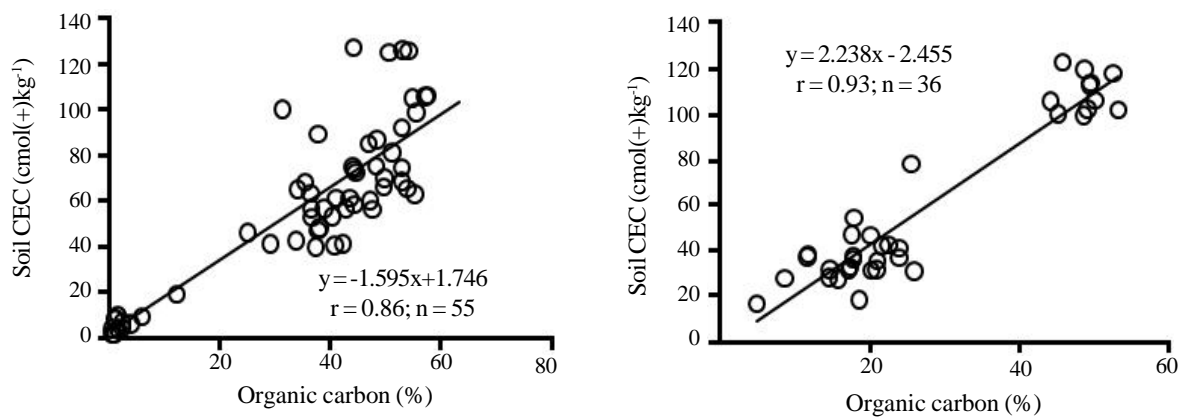 Soil CEC (cmol(+)kg⁻¹)
140
120
100
80
60
40
20
0
y=-1.595x+1.746
r = 0.86; n = 55
20
40
60
80
Organic carbon (%)
Soil CEC (cmol(+)kg⁻¹)
140
120
100
80
60
40
20
0
y = 2.238x - 2.455
r = 0.93; n = 36
20
40
60
Organic carbon (%)